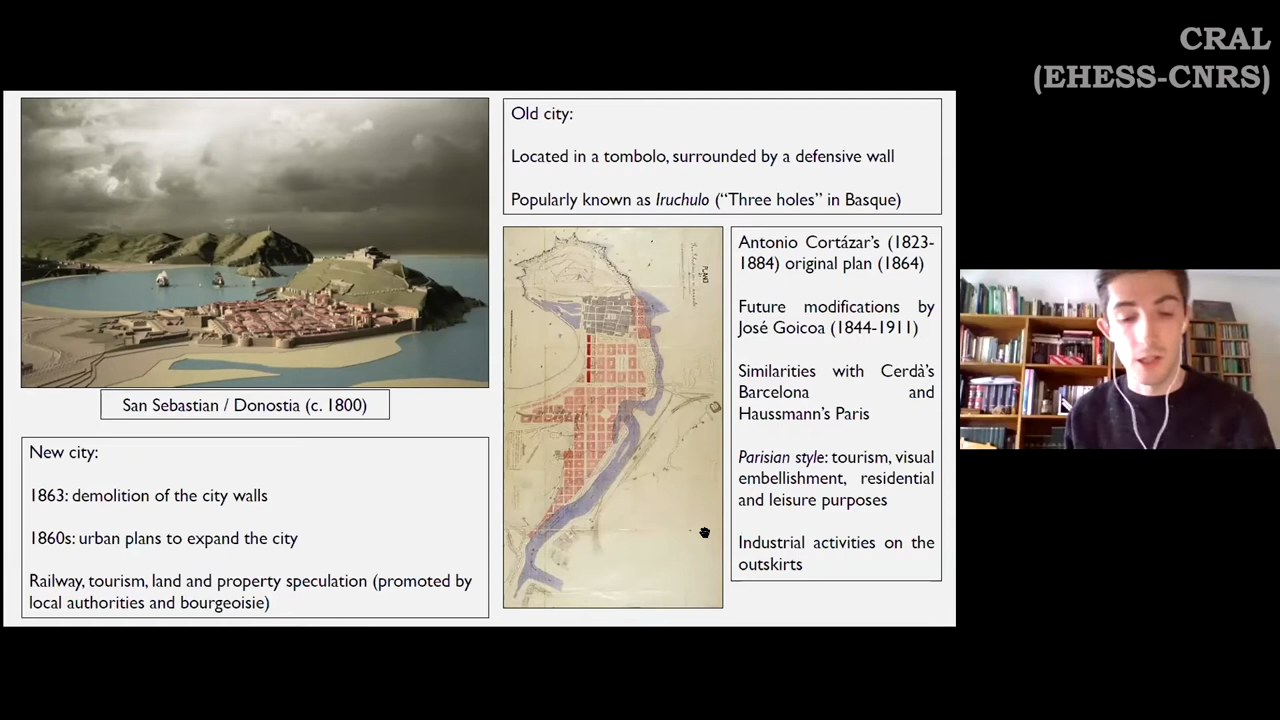 CRAL
(EHESS-CNRS)
Old city:
Located in a tombolo, surrounded by a defensive wall
Popularly known as Iruchulo (“Three holes” in Basque)
San Sebastian / Donostia (c. 1800)
New city:
1863: demolition of the city walls
1860s: urban plans to expand the city
Railway, tourism, land and property speculation (promoted by
local authorities and bourgeoisie)
PLANO
Antonio Cortázar’s (1823-
1884) original plan (1864)
Future modifications by
José Goicoa (1844-1911)
Similarities with Cerdà’s
Barcelona and
Haussmann’s Paris
Parisian style: tourism, visual
embellishment, residential
and leisure purposes
Industrial activities on the
outskirts